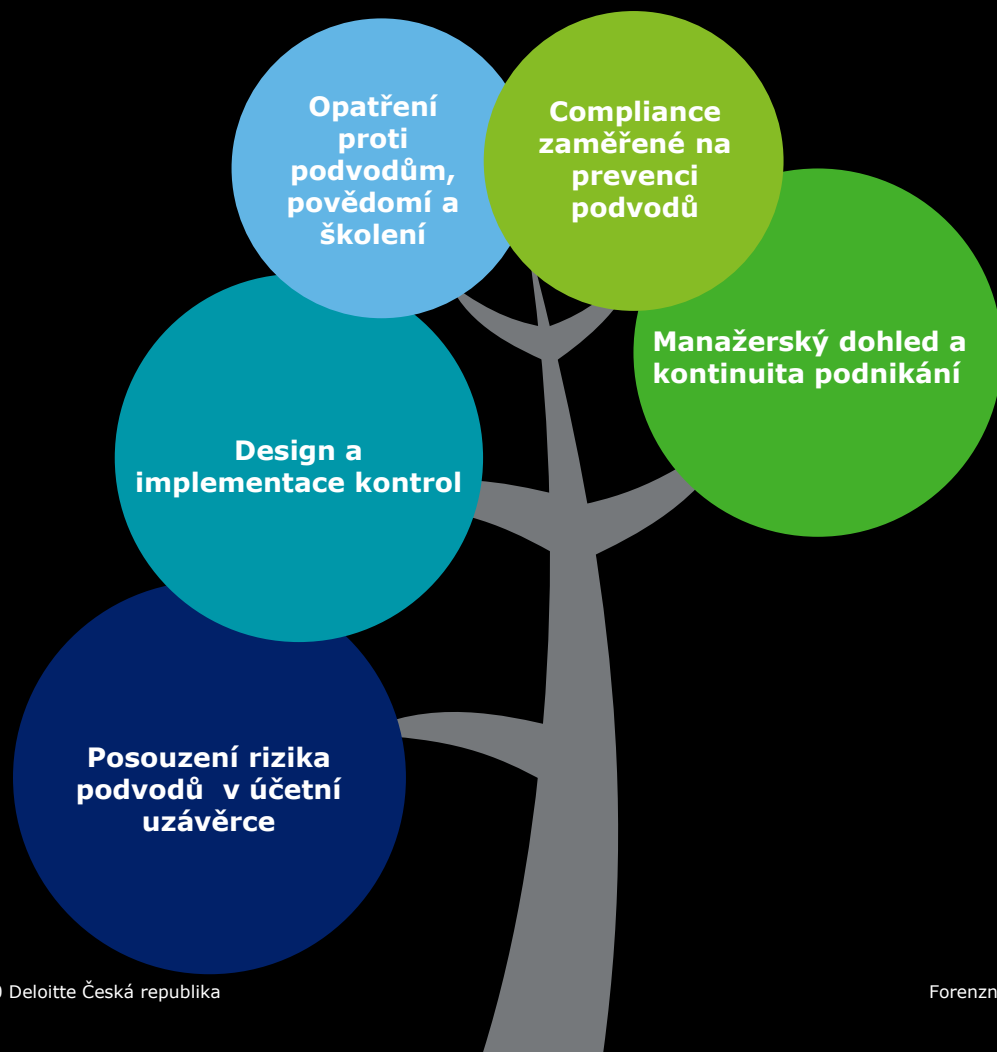 Opatření
proti
podvodům,
povědomí a
školení
Compliance
zaměřené na
prevenci
podvodů
Manažerský dohled a
kontinuita podnikání
Design a
implementace kontrol
Posouzení rizika
podvodů v účetní
uzávěrce
Deloitte Česká republika